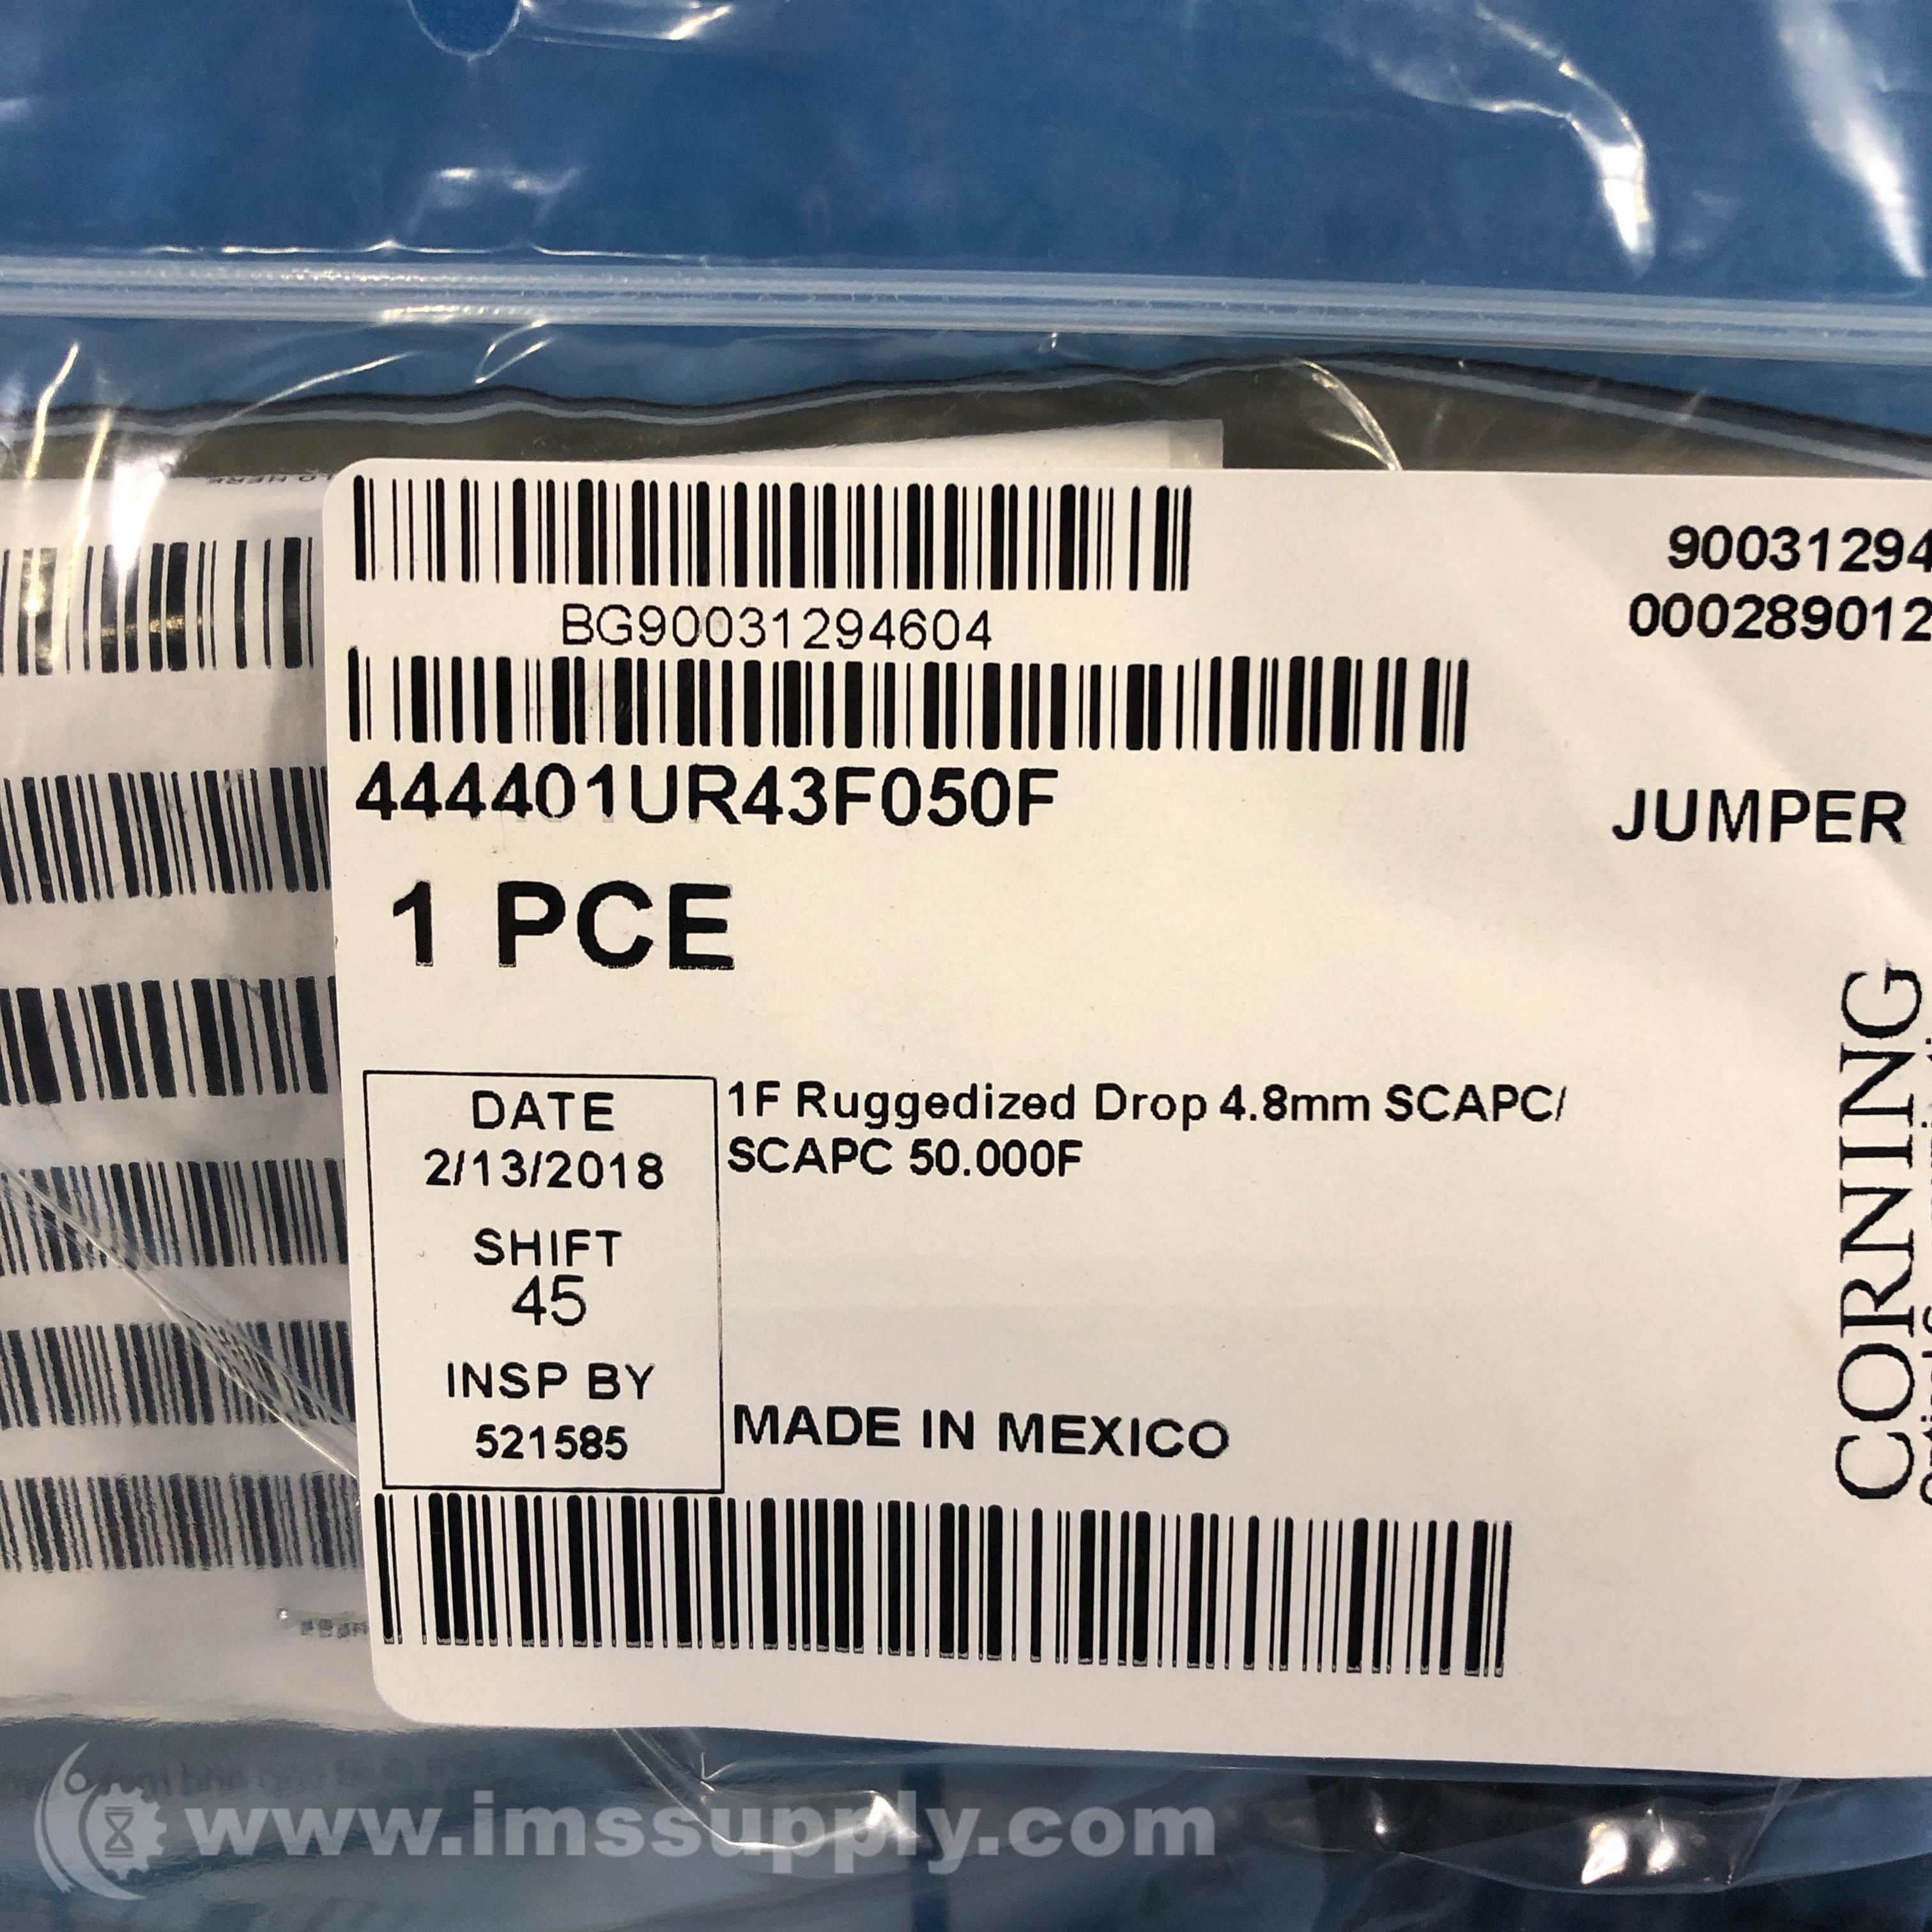 BG90031294604
90031294
000289012
444401UR43F050F
JUMPER
1 PCE
DATE
2/13/2018
SHIFT
45
INSP BY
521585
1F Ruggedized Drop 4.8mm SCAPC/
SCAPC 50.000F
MADE IN MEXICO
CORNING
www.imssupply.com